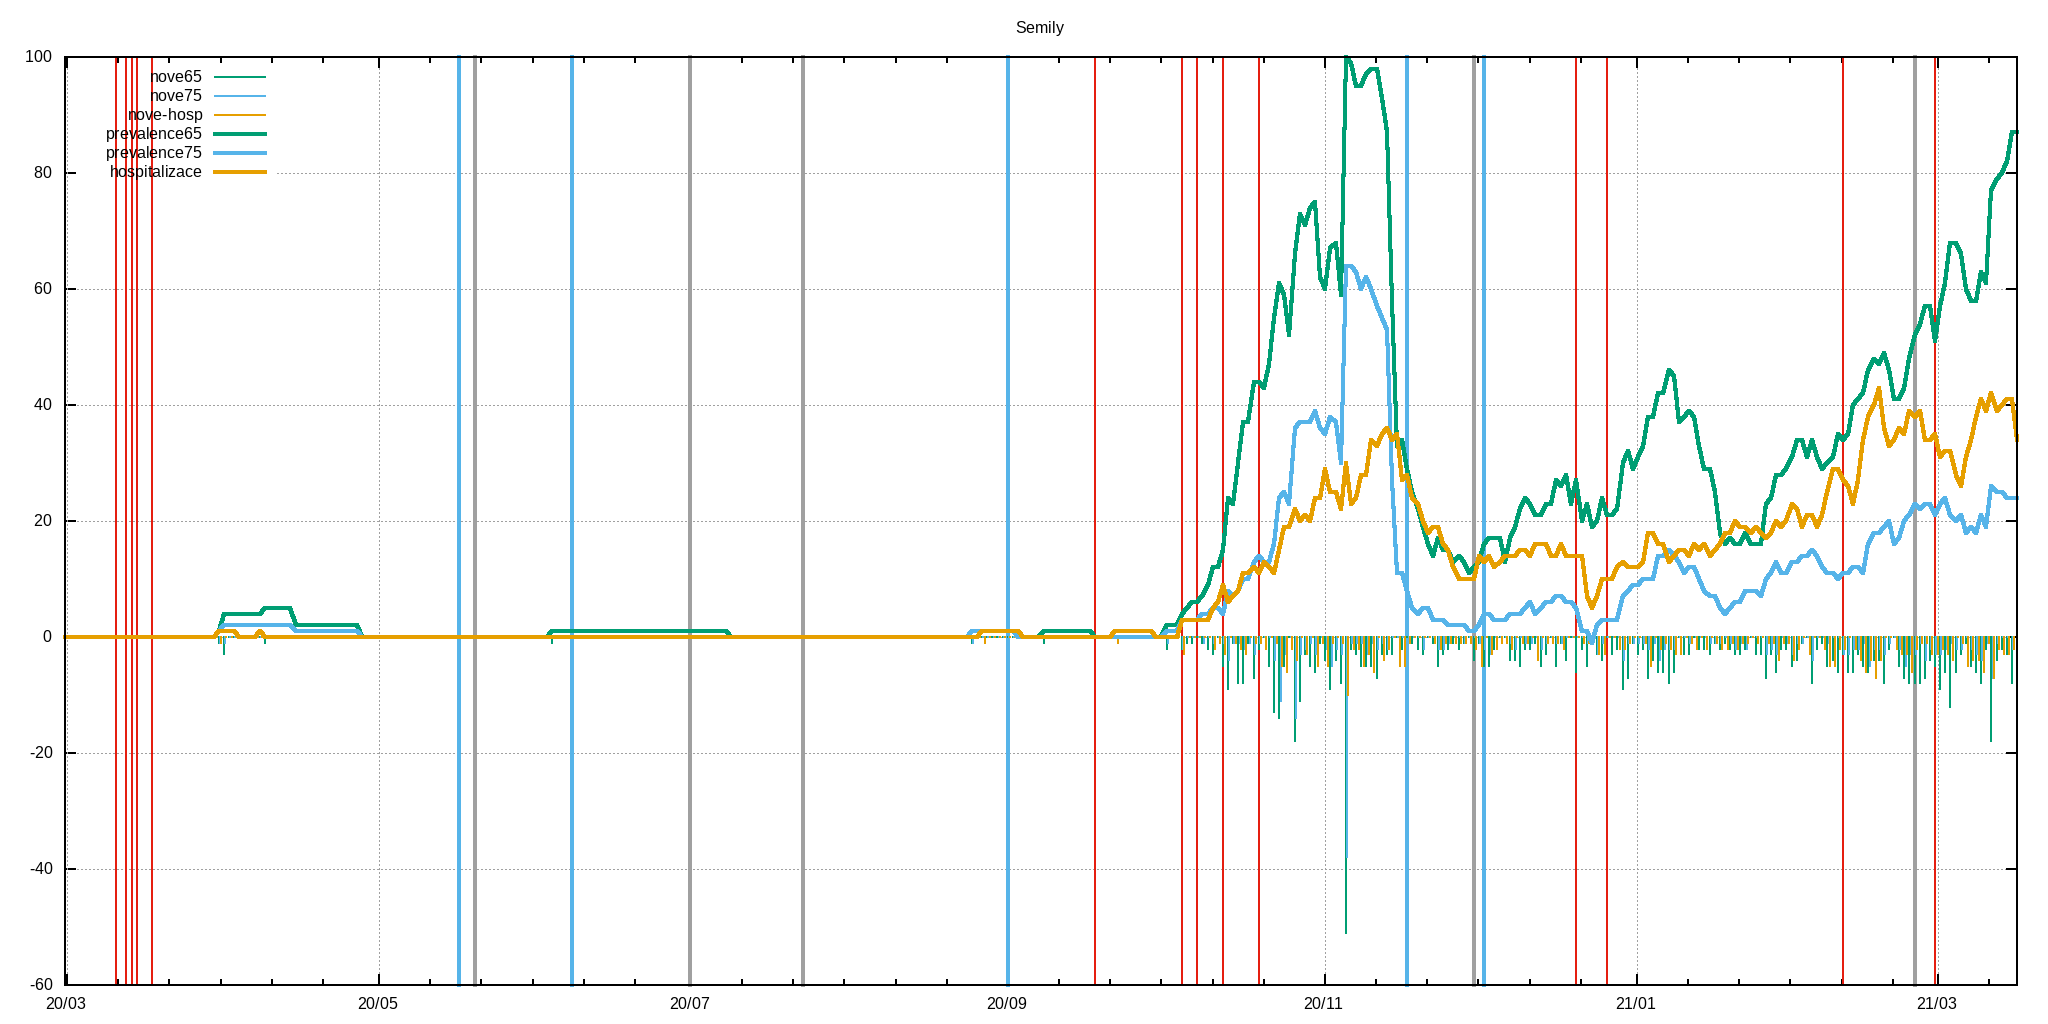 Semily
100
nove65
nove75
nove-hosp
prevalence65
prevalence75
hospitalizace
80
60
40
20
0
-20
-40
-60
20/03 20/05 20/07 20/09 20/11 21/01 21/03